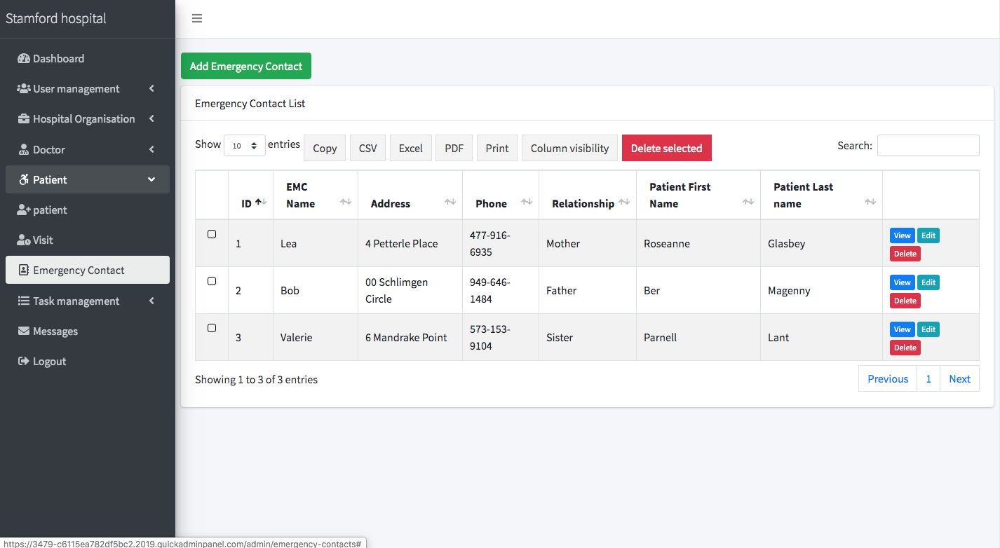 Stamford hospital
Dashboard
User management
Hospital Organisation
Doctor
Patient
patient
Visit
Emergency Contact
Task management
Messages
Logout
Add Emergency Contact
Emergency Contact List
Show 10 entries Copy CSV Excel PDF Print Column visibility Delete selected Search:
ID EMC Name Address Phone Relationship Patient First Name Patient Last name
1 Lea 4 Petterle Place 477-916-6935 Mother Roseanne Glasbey View Edit Delete
2 Bob 00 Schlimgen Circle 949-646-1484 Father Ber Magenny View Edit Delete
3 Valerie 6 Mandrake Point 573-153-9104 Sister Parnell Lant View Edit Delete
Showing 1 to 3 of 3 entries Previous 1 Next
https://3479-c6115ea782df5bc2.2019.quickadminpanel.com/admin/emergency-contacts#